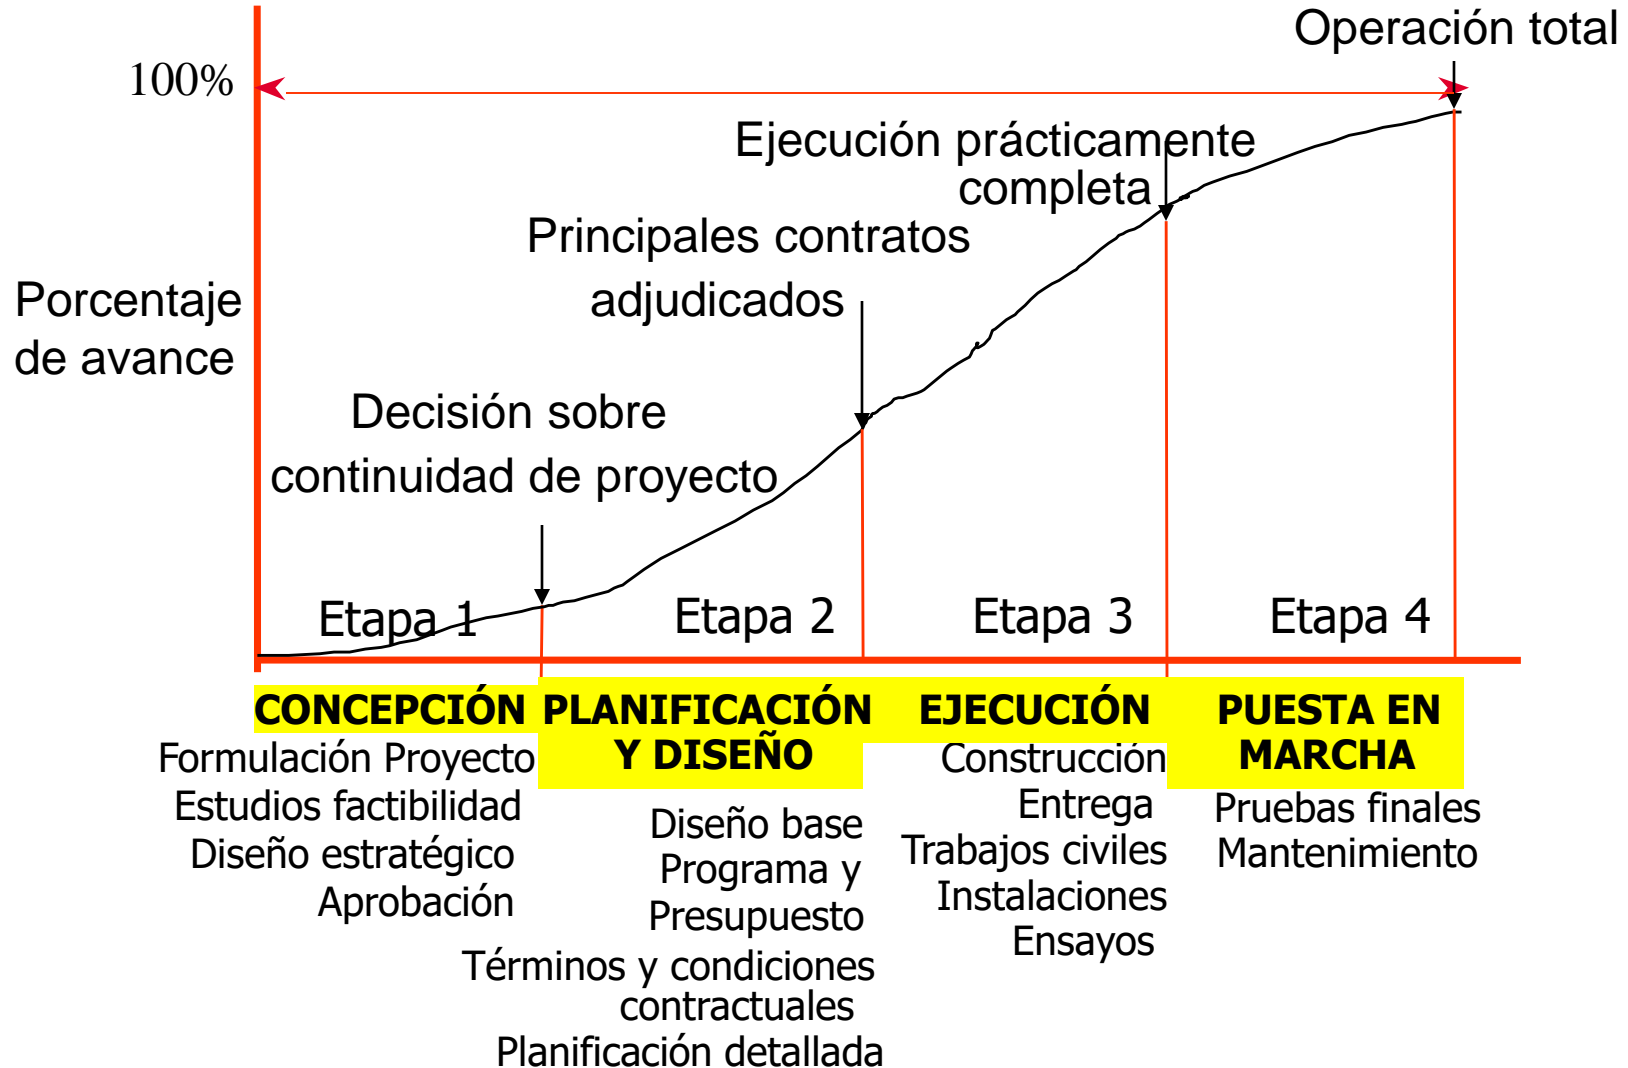 Operación total
100%
Ejecución prácticamente
completa
Principales contratos
adjudicados
Porcentaje
de avance
Decisión sobre
continuidad de proyecto
Etapa 1
Etapa 2
Etapa 3
Etapa 4
CONCEPCIÓN
Formulación Proyecto
Estudios factibilidad
Diseño estratégico
Aprobación
PLANIFICACIÓN
Y DISEÑO
Diseño base
Programa y
Presupuesto
Términos y condiciones
contractuales
Planificación detallada
EJECUCIÓN
Construcción
Entrega
Trabajos civiles
Instalaciones
Ensayos
PUESTA EN
MARCHA
Pruebas finales
Mantenimiento